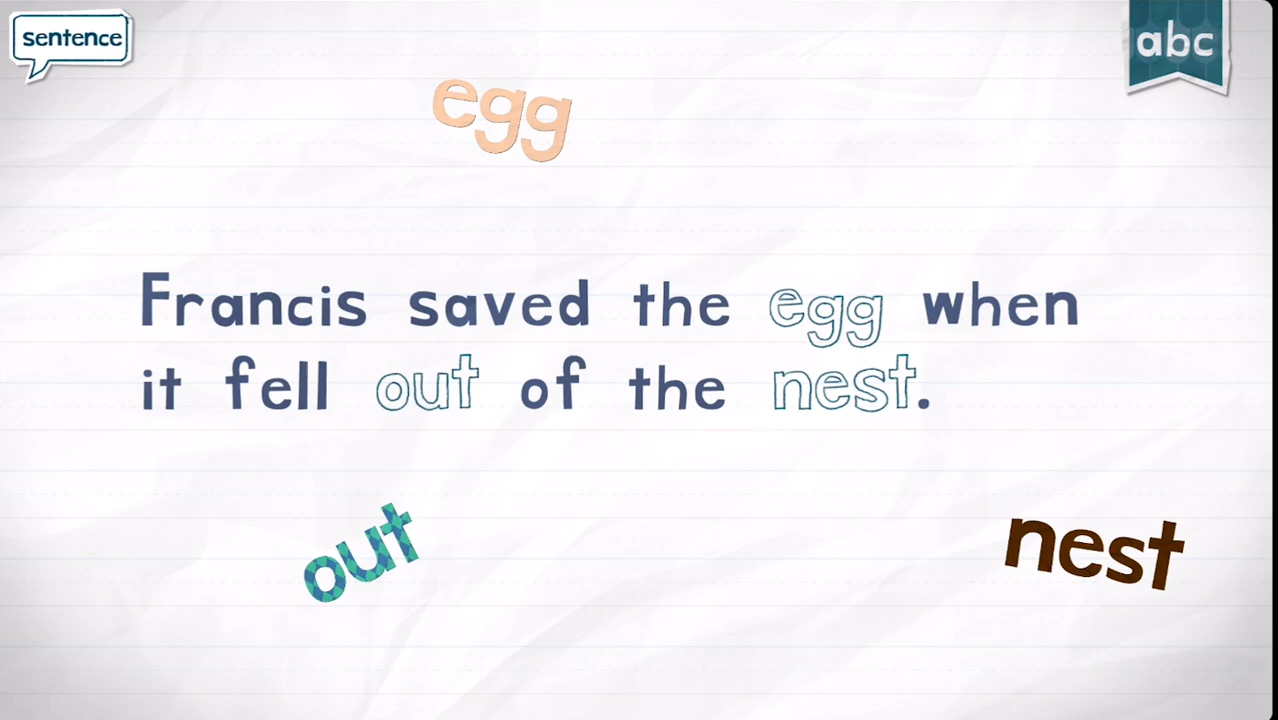 sentence
abc
egg
Francis saved the egg when
it fell out of the nest.
out
nest